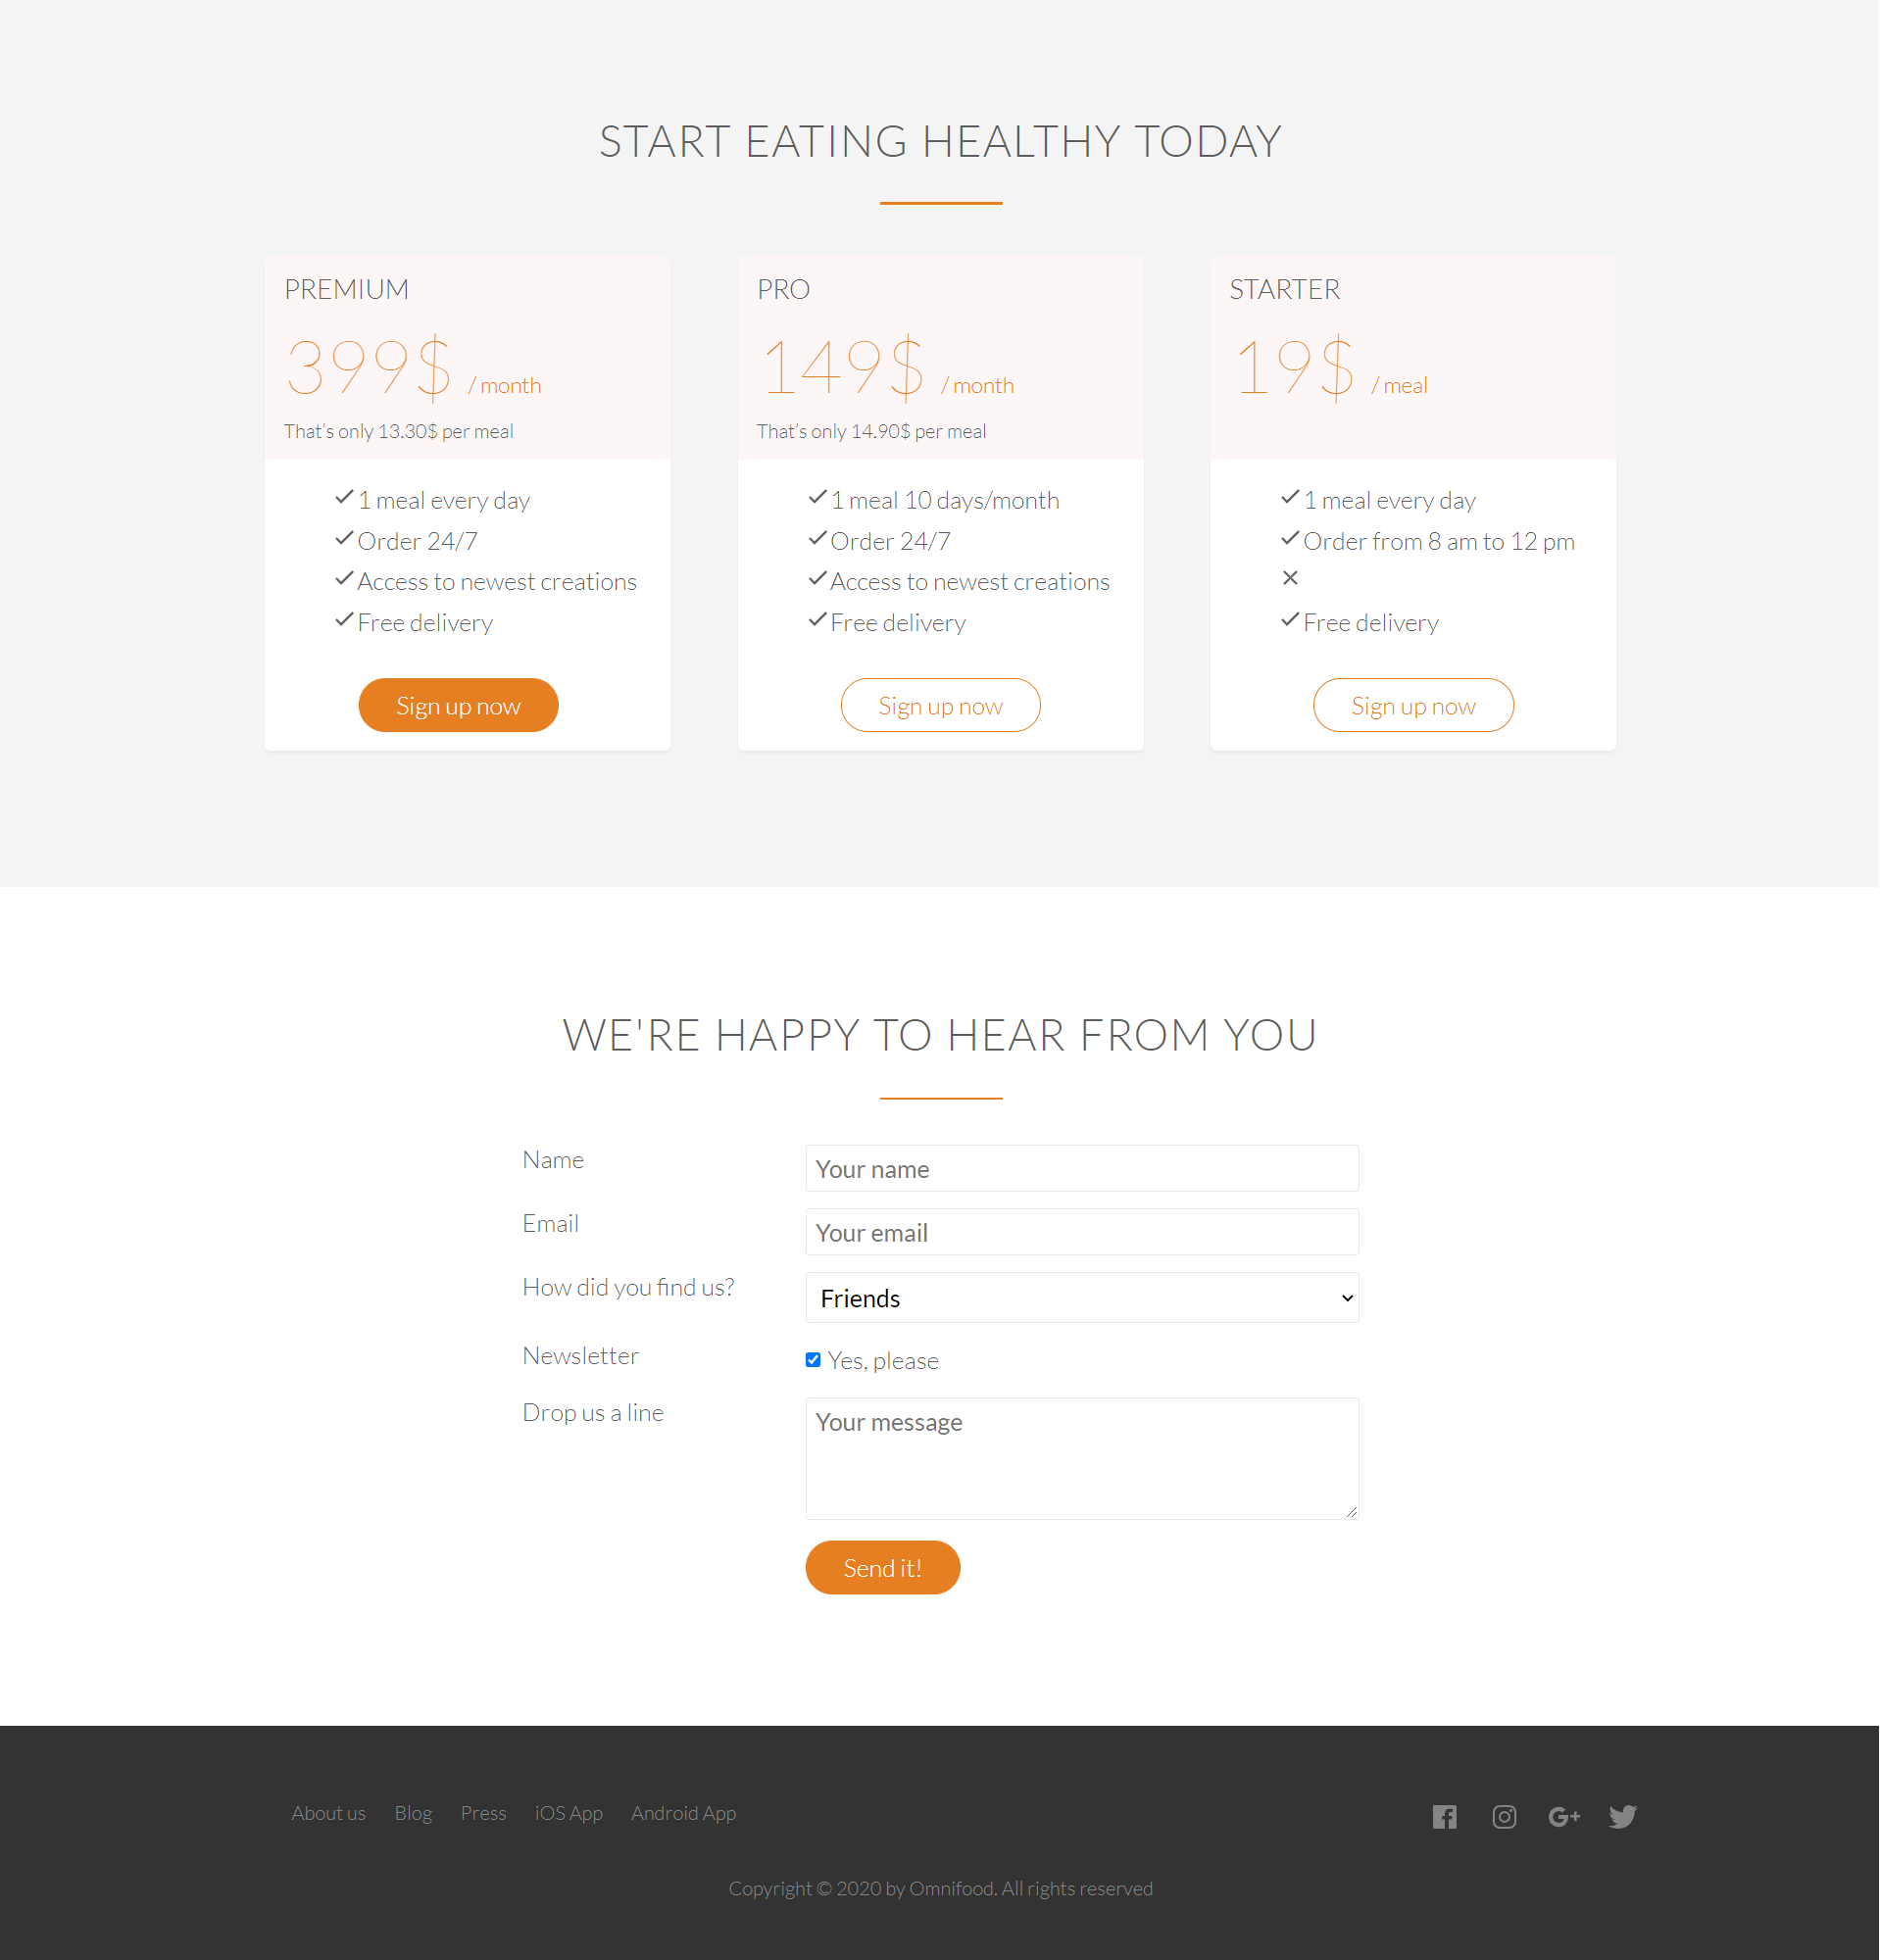 START EATING HEALTHY TODAY
PREMIUM
399$ / month
That's only 13.30$ per meal
1 meal every day
Order 24/7
Access to newest creations
Free delivery
Sign up now
PRO
149$ / month
That's only 14.90$ per meal
1 meal 10 days/month
Order 24/7
Access to newest creations
Free delivery
Sign up now
STARTER
19$ / meal
1 meal every day
Order from 8 am to 12 pm
Free delivery
Sign up now
WE'RE HAPPY TO HEAR FROM YOU
Name
Your name
Email
Your email
How did you find us?
Friends
Newsletter
Yes, please
Drop us a line
Your message
Send it!
About us Blog Press iOS App Android App
Copyright © 2020 by Omnifood. All rights reserved